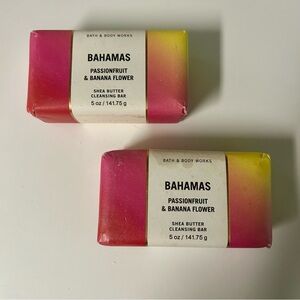 BATH & BODY WORKS
BAHAMAS
PASSIONFRUIT
& BANANA FLOWER
SHEA BUTTER
CLEANSING BAR
5 oz / 141.75 g
BATH & BODY WORKS
BAHAMAS
PASSIONFRUIT
& BANANA FLOWER
SHEA BUTTER
CLEANSING BAR
5 oz / 141.75 g